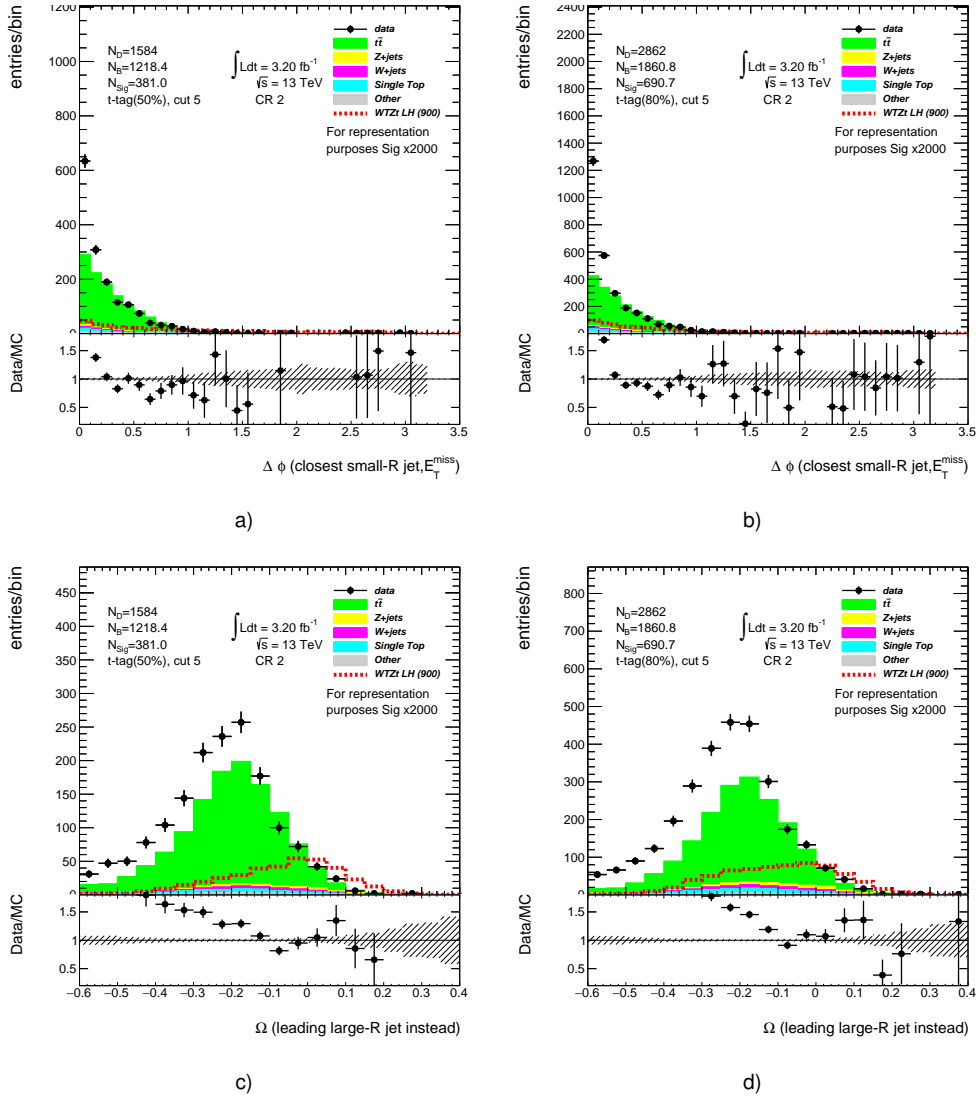 entries/bin
1200
1000
800
600
400
200
0
N_D=1584
N_B=1218.4
N_Sig=381.0
t-tag(50%), cut 5
∫Ldt = 3.20 fb⁻¹
√s = 13 TeV
CR 2
data
tt̄
Z+jets
W+jets
Single Top
Other
WTZt LH (900)
For representation
purposes Sig x2000
Data/MC
1.5
1
0.5
0 0.5 1 1.5 2 2.5 3 3.5
Δ ϕ (closest small-R jet,E_T^miss)
a)
entries/bin
2400
2200
2000
1800
1600
1400
1200
1000
800
600
400
200
0
N_D=2862
N_B=1860.8
N_Sig=690.7
t-tag(80%), cut 5
∫Ldt = 3.20 fb⁻¹
√s = 13 TeV
CR 2
data
tt̄
Z+jets
W+jets
Single Top
Other
WTZt LH (900)
For representation
purposes Sig x2000
Data/MC
1.5
1
0.5
0 0.5 1 1.5 2 2.5 3 3.5
Δ ϕ (closest small-R jet,E_T^miss)
b)
entries/bin
450
400
350
300
250
200
150
100
50
0
N_D=1584
N_B=1218.4
N_Sig=381.0
t-tag(50%), cut 5
∫Ldt = 3.20 fb⁻¹
√s = 13 TeV
CR 2
data
tt̄
Z+jets
W+jets
Single Top
Other
WTZt LH (900)
For representation
purposes Sig x2000
Data/MC
1.5
1
0.5
−0.6 −0.5 −0.4 −0.3 −0.2 −0.1 0 0.1 0.2 0.3 0.4
Ω (leading large-R jet instead)
c)
entries/bin
800
700
600
500
400
300
200
100
0
N_D=2862
N_B=1860.8
N_Sig=690.7
t-tag(80%), cut 5
∫Ldt = 3.20 fb⁻¹
√s = 13 TeV
CR 2
data
tt̄
Z+jets
W+jets
Single Top
Other
WTZt LH (900)
For representation
purposes Sig x2000
Data/MC
1.5
1
0.5
−0.6 −0.5 −0.4 −0.3 −0.2 −0.1 0 0.1 0.2 0.3 0.4
Ω (leading large-R jet instead)
d)